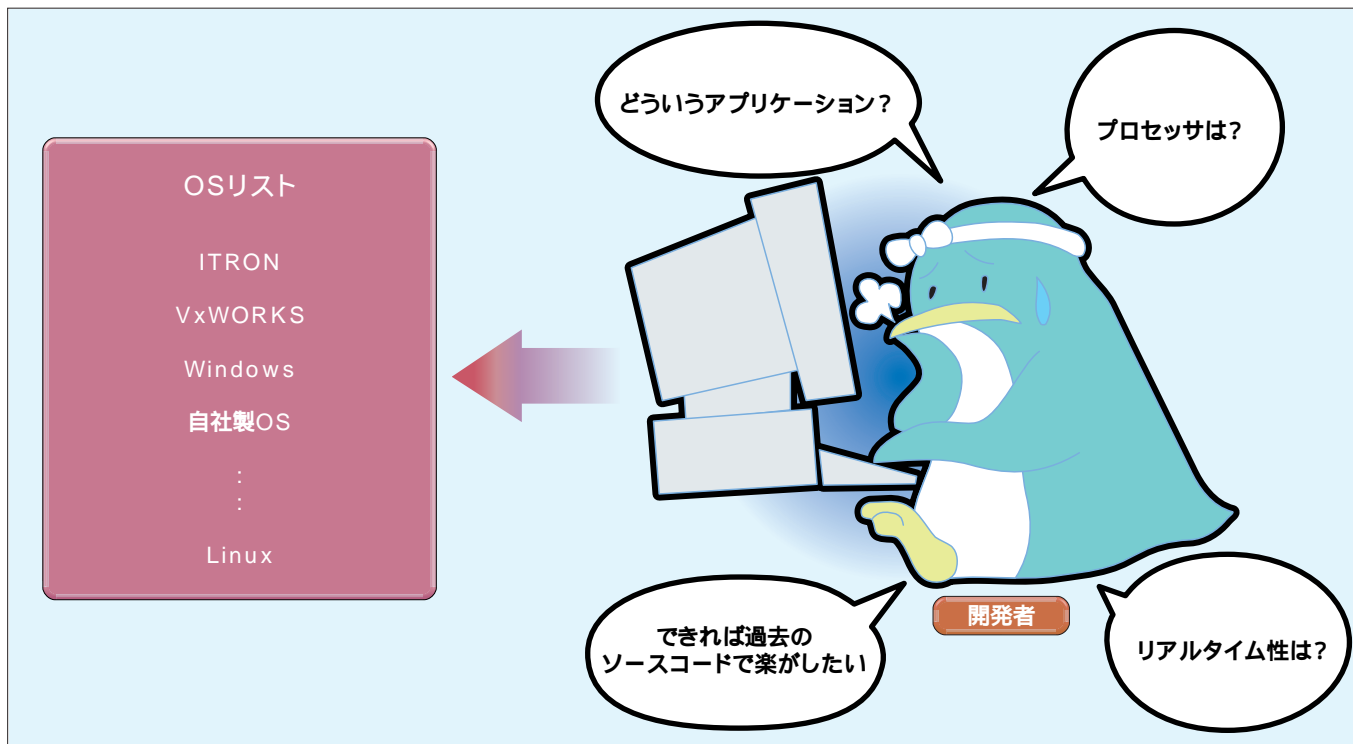 OSリスト
ITRON
VxWORKS
Windows
自社製OS
:
:
Linux
どういうアプリケーション?
プロセッサは?
できれば過去の
ソースコードで楽がしたい
開発者
リアルタイム性は?